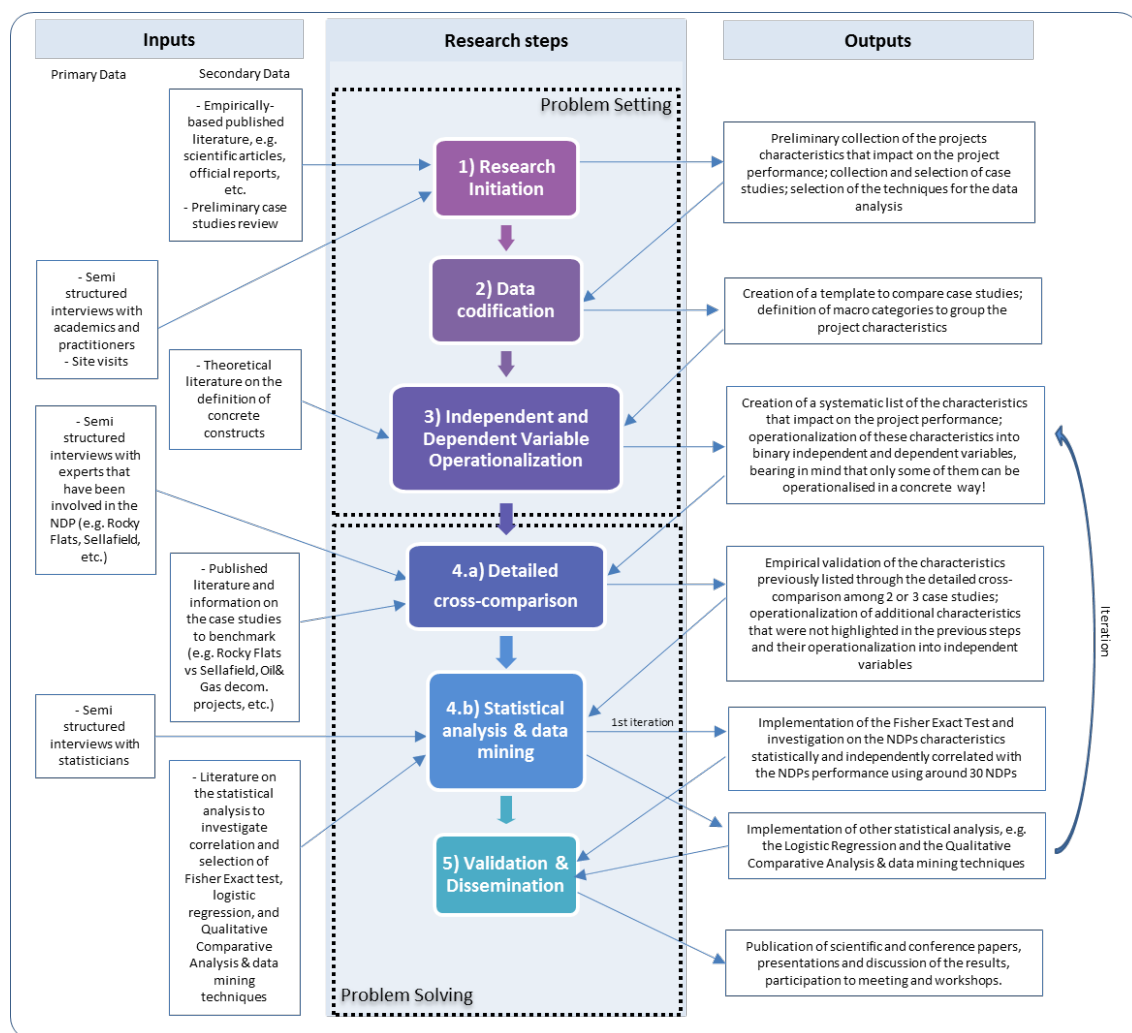 Inputs
Research steps
Outputs
Primary Data
Secondary Data
- Empirically-
based published
literature, e.g.
scientific articles,
official reports,
etc.
- Preliminary case
studies review
- Semi
structured
interviews with
academics and
practitioners
- Site visits
- Theoretical
literature on the
definition of
concrete
constructs
- Semi
structured
interviews with
experts that
have been
involved in the
NDP (e.g. Rocky
Flats, Sellafield,
etc.)
- Published
literature and
information on
the case studies
to benchmark
(e.g. Rocky Flats
vs Sellafield, Oil&
Gas decom.
projects, etc.)
- Semi
structured
interviews with
statisticians
- Literature on
the statistical
analysis to
investigate
correlation and
selection of
Fisher Exact test,
logistic
regression, and
Qualitative
Comparative
Analysis & data
mining
techniques
Problem Setting
1) Research
Initiation
2) Data
codification
3) Independent and
Dependent Variable
Operationalization
4.a) Detailed
cross-comparison
4.b) Statistical
analysis & data
mining
1st iteration
5) Validation &
Dissemination
Problem Solving
Preliminary collection of the projects
characteristics that impact on the project
performance; collection and selection of case
studies; selection of the techniques for the data
analysis
Creation of a template to compare case studies;
definition of macro categories to group the
project characteristics
Creation of a systematic list of the characteristics
that impact on the project performance;
operationalization of these characteristics into
binary independent and dependent variables,
bearing in mind that only some of them can be
operationalised in a concrete way!
Empirical validation of the characteristics
previously listed through the detailed cross-
comparison among 2 or 3 case studies;
operationalization of additional characteristics
that were not highlighted in the previous steps
and their operationalization into independent
variables
Implementation of the Fisher Exact Test and
investigation on the NDPs characteristics
statistically and independently correlated with
the NDPs performance using around 30 NDPs
Implementation of other statistical analysis, e.g.
the Logistic Regression and the Qualitative
Comparative Analysis & data mining techniques
Publication of scientific and conference papers,
presentations and discussion of the results,
participation to meeting and workshops.
Iteration